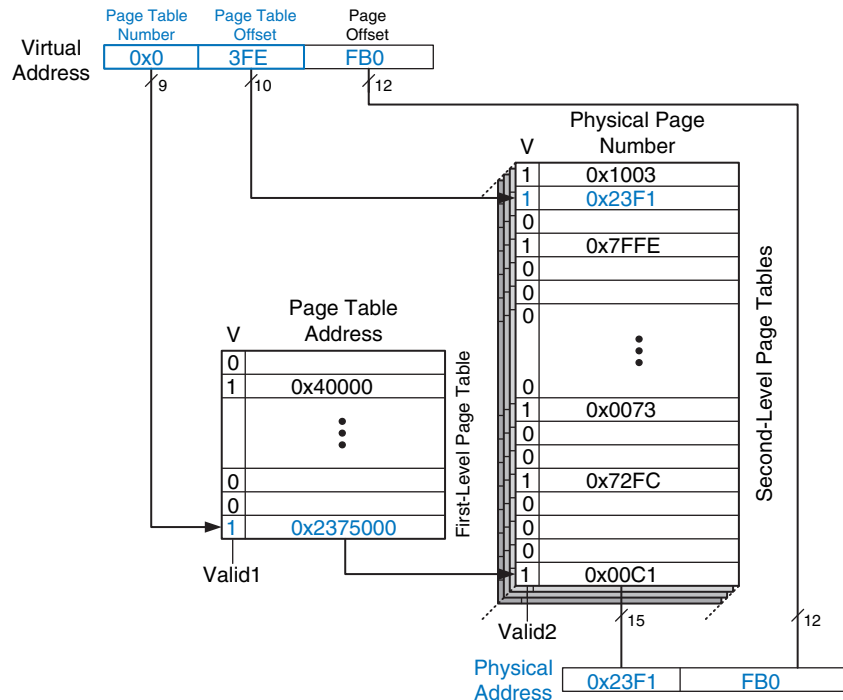 Page Table Number
Page Table Offset
Page Offset
Virtual Address
0x0 3FE FB0
9 10 12
Physical Page Number
V
1 0x1003
1 0x23F1
0
1 0x7FFE
0
0
0
0
1 0x0073
0
0
1 0x72FC
0
0
0
1 0x00C1
Second-Level Page Tables
Valid2
Page Table Address
V
0
1 0x40000
0
0
1 0x2375000
First-Level Page Table
Valid1
15 12
Physical Address
0x23F1 FB0